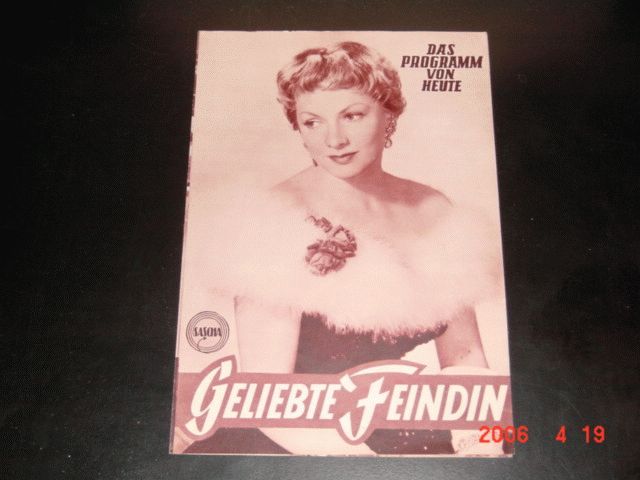 DAS
PROGRAMM
VON
HEUTE
SASCHA
GELIEBTE FEINDIN
2006 4 19